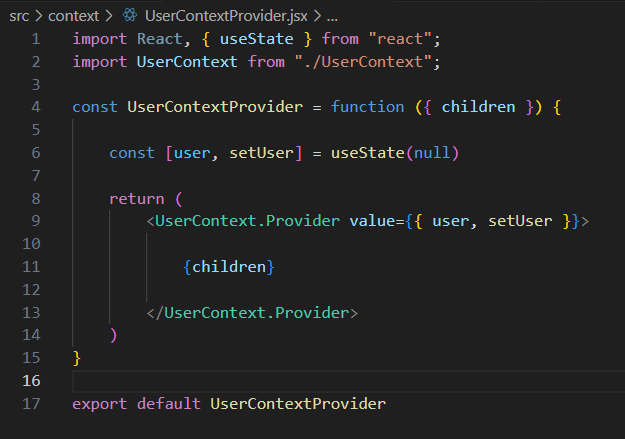 src > context > UserContextProvider.jsx > ...
1 import React, { useState } from "react";
2 import UserContext from "./UserContext";
3
4 const UserContextProvider = function ({ children }) {
5
6 const [user, setUser] = useState(null)
7
8 return (
9 <UserContext.Provider value={{ user, setUser }}>
10
11 {children}
12
13 </UserContext.Provider>
14 )
15 }
16
17 export default UserContextProvider